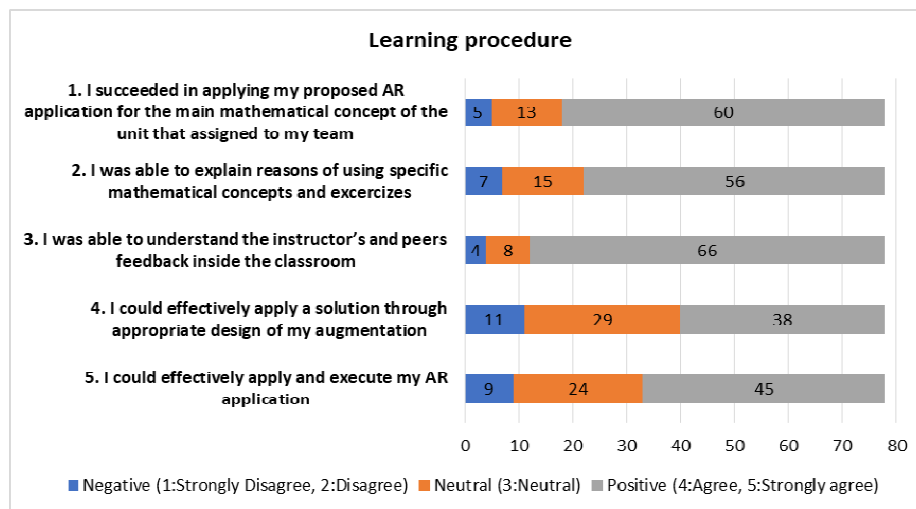 Learning procedure
1. I succeeded in applying my proposed AR
application for the main mathematical concept of the
unit that assigned to my team
5 13 60
2. I was able to explain reasons of using specific
mathematical concepts and excercizes
7 15 56
3. I was able to understand the instructor’s and peers
feedback inside the classroom
4 8 66
4. I could effectively apply a solution through
appropriate design of my augmentation
11 29 38
5. I could effectively apply and execute my AR
application
9 24 45
0 10 20 30 40 50 60 70 80
Negative (1:Strongly Disagree, 2:Disagree) Neutral (3:Neutral) Positive (4:Agree, 5:Strongly agree)